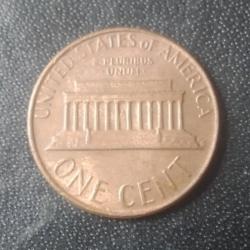 UNITED STATES OF AMERICA
E PLURIBUS
UNUM
ONE CENT